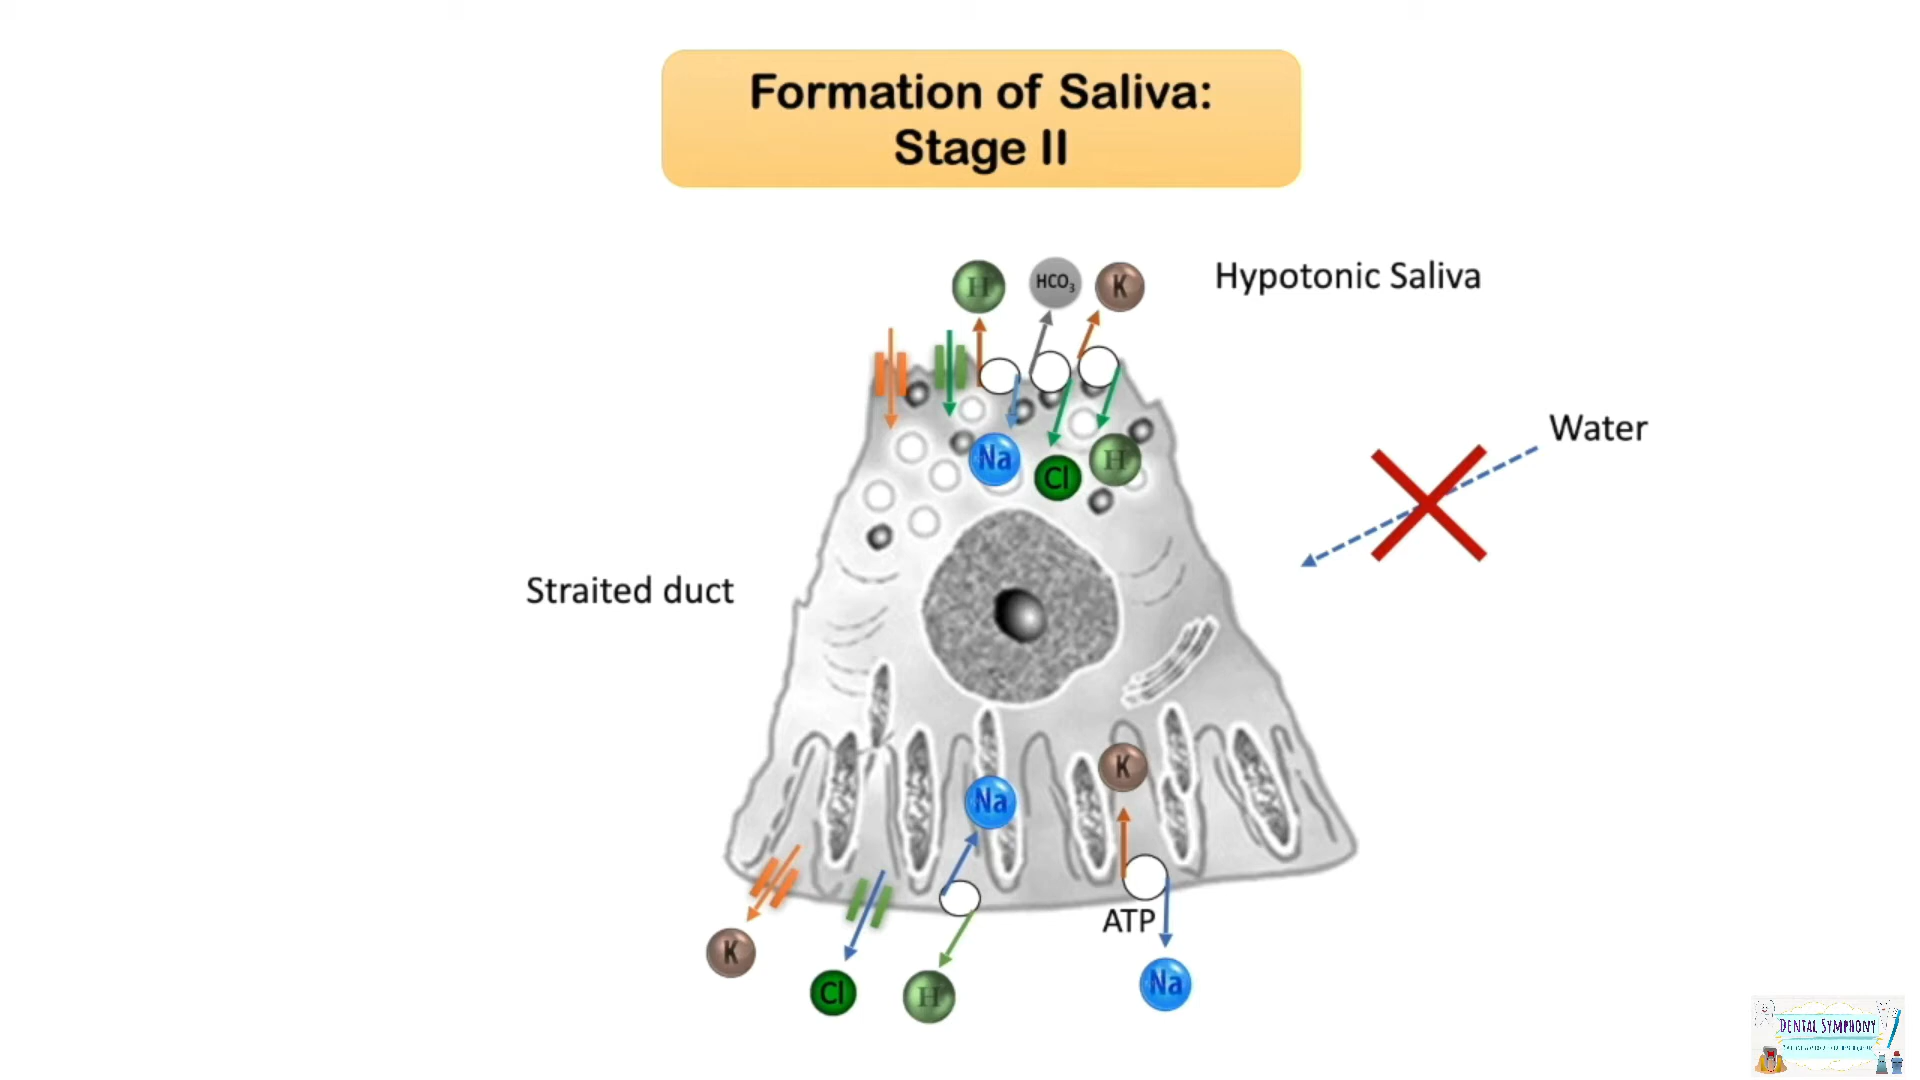 Formation of Saliva:
Stage II
H
HCO₃
K
Hypotonic Saliva
Na
Cl
H
Water
Straited duct
K
Na
ATP
K
Cl
H
Na
DENTAL SYMPHONY